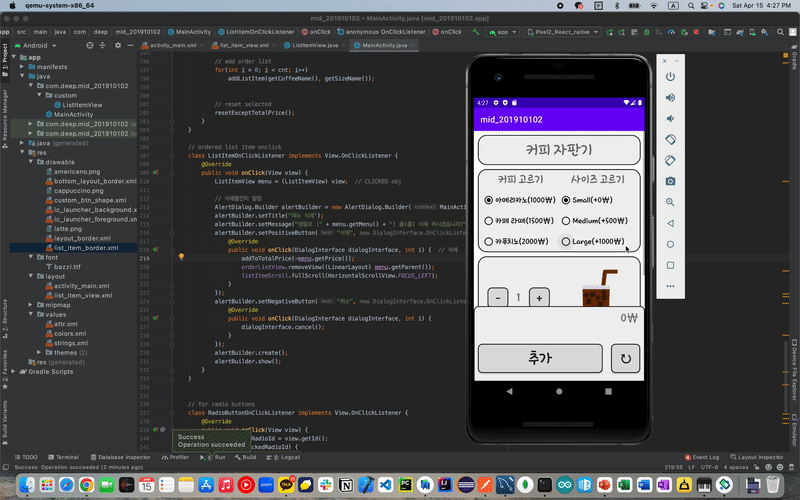 qemu-system-x86_64
Sat Apr 15 4:27 PM
mid_201910102 – MainActivity.java [mid_201910102.app]
src
main
java
com
deep
mid_201910102
MainActivity
ListItemOnClickListener
onClick
anonymous OnClickListener
onClick
app
Pixel2_React_native
Android
activity_main.xml
list_item_view.xml
ListItemView.java
MainActivity.java
app
manifests
java
com.deep.mid_201910102
custom
ListItemView
MainActivity
com.deep.mid_201910102
com.deep.mid_201910102
java (generated)
res
drawable
americano.png
bottom_layout_border.xml
cappuccino.png
custom_btn_shape.xml
ic_launcher_background.x
ic_launcher_foreground.x
latte.png
layout_border.xml
list_item_border.xml
font
bazzi.ttf
layout
activity_main.xml
list_item_view.xml
mipmap
values
attr.xml
colors.xml
strings.xml
themes (2)
res (generated)
Gradle Scripts
// add order list
for(int i = 0; i < cnt; i++)
addListItem(getCoffeeName(), getSizeName());
// reset selected
resetExceptTotalPrice();
}
}
// ordered list item onclick
class ListItemOnClickListener implements View.OnClickListener {
@Override
public void onClick(View view) {
ListItemView menu = (ListItemView) view; // CLICKED obj
// 삭제할건지 알림
AlertDialog.Builder alertBuilder = new AlertDialog.Builder( context: MainActi
alertBuilder.setTitle("메뉴 삭제");
alertBuilder.setMessage("정말로 [" + menu.getMenu() + "] 을(를) 삭제 하시겠습니까?"
alertBuilder.setPositiveButton( text: "삭제", new DialogInterface.OnClickListe
@Override
public void onClick(DialogInterface dialogInterface, int i) { // 삭제
addToTotalPrice(-menu.getPrice());
orderListView.removeView((LinearLayout) menu.getParent());
listItemScroll.fullScroll(HorizontalScrollView.FOCUS_LEFT);
}
});
alertBuilder.setNegativeButton( text: "취소", new DialogInterface.OnClickListe
@Override
public void onClick(DialogInterface dialogInterface, int i) {
dialogInterface.cancel();
}
});
alertBuilder.create();
alertBuilder.show();
}
}
// for radio buttons
class RadioButtonOnClickListener implements View.OnClickListener {
@Override
public void onClick(View view) {
RadioId = view.getId();
Success
Operation succeeded
4:27
mid_201910102
커피 자판기
커피 고르기
사이즈 고르기
아메리카노(1000₩)
Small(+0₩)
카페 라떼(1500₩)
Medium(+500₩)
카푸치노(2000₩)
Large(+1000₩)
-
1
+
0₩
추가
TODO
Terminal
Database Inspector
Profiler
Run
Build
Logcat
Event Log
Layout Inspector
Success: Operation succeeded (2 minutes ago)
219:55
LF
UTF-8
4 spaces